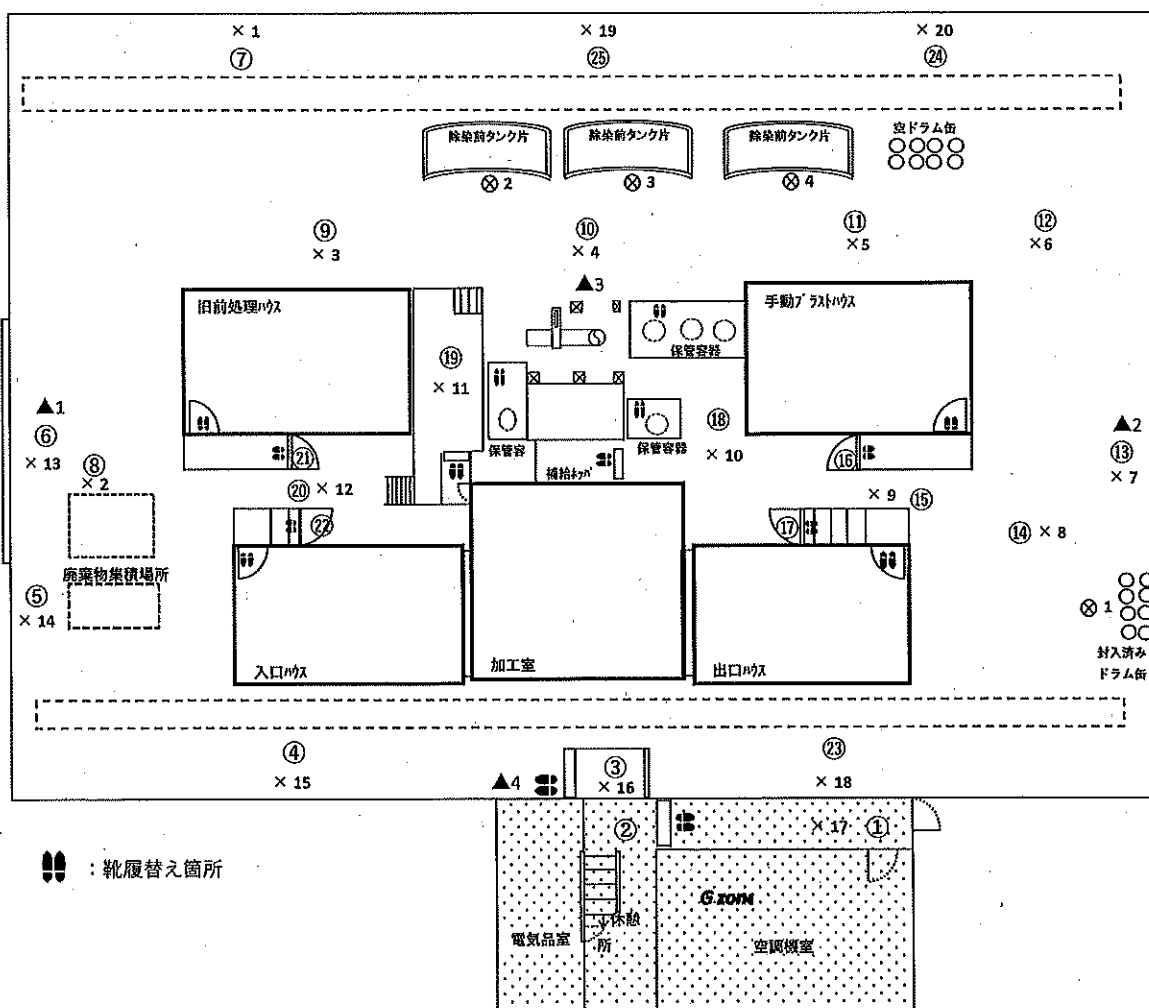 × 1
× 19
× 20
⑦
㉕
㉔
除染前タンク片
除染前タンク片
除染前タンク片
空ドラム缶
⊗ 2
⊗ 3
⊗ 4
⑨
× 3
⑩
× 4
⑪
× 5
⑫
× 6
▲3
旧前処理ハウス
手動ブラストハウス
保管容器
⑲
× 11
▲1
⑥
× 13
⑧
× 2
保管容
保管容器
⑱
× 10
▲2
⑬
× 7
㉑
⑯
補給ホッパ
⑳
× 12
× 9
⑮
㉒
⑰
⑭ × 8
廃棄物集積場所
⑤
× 14
⊗ 1
封入済み
ドラム缶
入口ハウス
加工室
出口ハウス
④
× 15
▲4
③
× 16
㉓
× 18
②
× 17
①
:靴履替え箇所
G zone
休憩
所
電気品室
空調機室